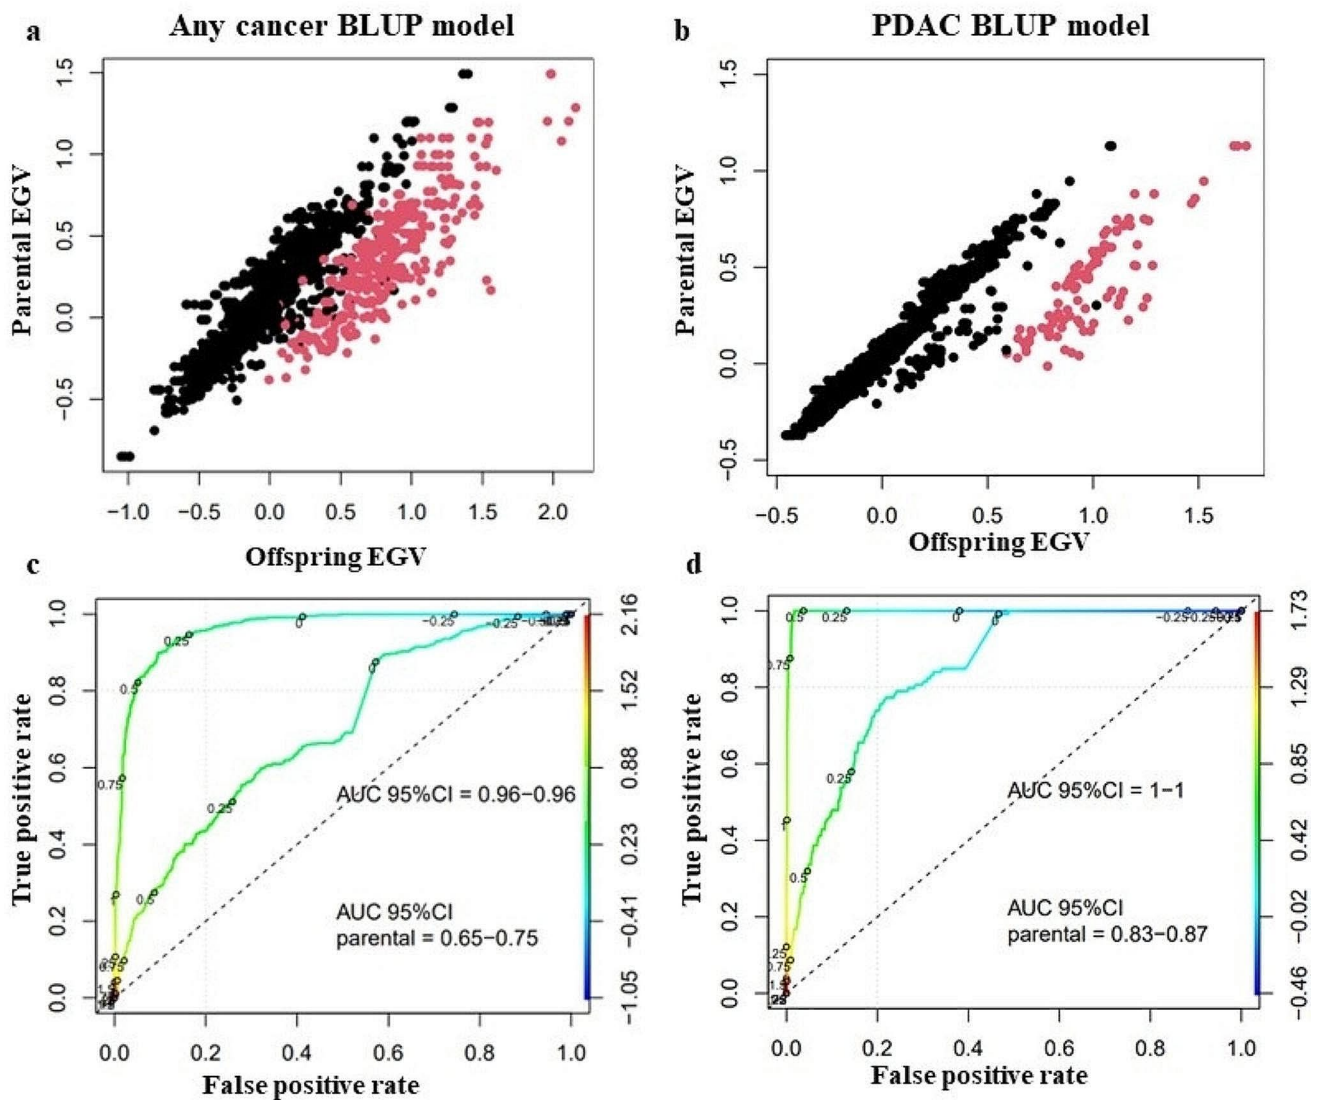 a
Any cancer BLUP model
Parental EGV
1.5
1.0
0.5
0.0
−0.5
−1.0 −0.5 0.0 0.5 1.0 1.5 2.0
Offspring EGV
b
PDAC BLUP model
Parental EGV
1.5
1.0
0.5
0.0
−0.5
−0.5 0.0 0.5 1.0 1.5
Offspring EGV
c
True positive rate
1.0
0.8
0.6
0.4
0.2
0.0
0.25
0.5
0.75
1
0
−0.25
0
−0.25
0.25
0.5
0.75
AUC 95%CI = 0.96−0.96
AUC 95%CI
parental = 0.65−0.75
2.16
1.52
0.88
0.23
−0.41
−1.05
0.0 0.2 0.4 0.6 0.8 1.0
False positive rate
d
True positive rate
1.0
0.8
0.6
0.4
0.2
0.0
0.5
0.25
0
0
−0.25
0.75
1
0.25
0.5
0.75
AUC 95%CI = 1−1
AUC 95%CI
parental = 0.83−0.87
1.73
1.29
0.85
0.42
−0.02
−0.46
0.0 0.2 0.4 0.6 0.8 1.0
False positive rate